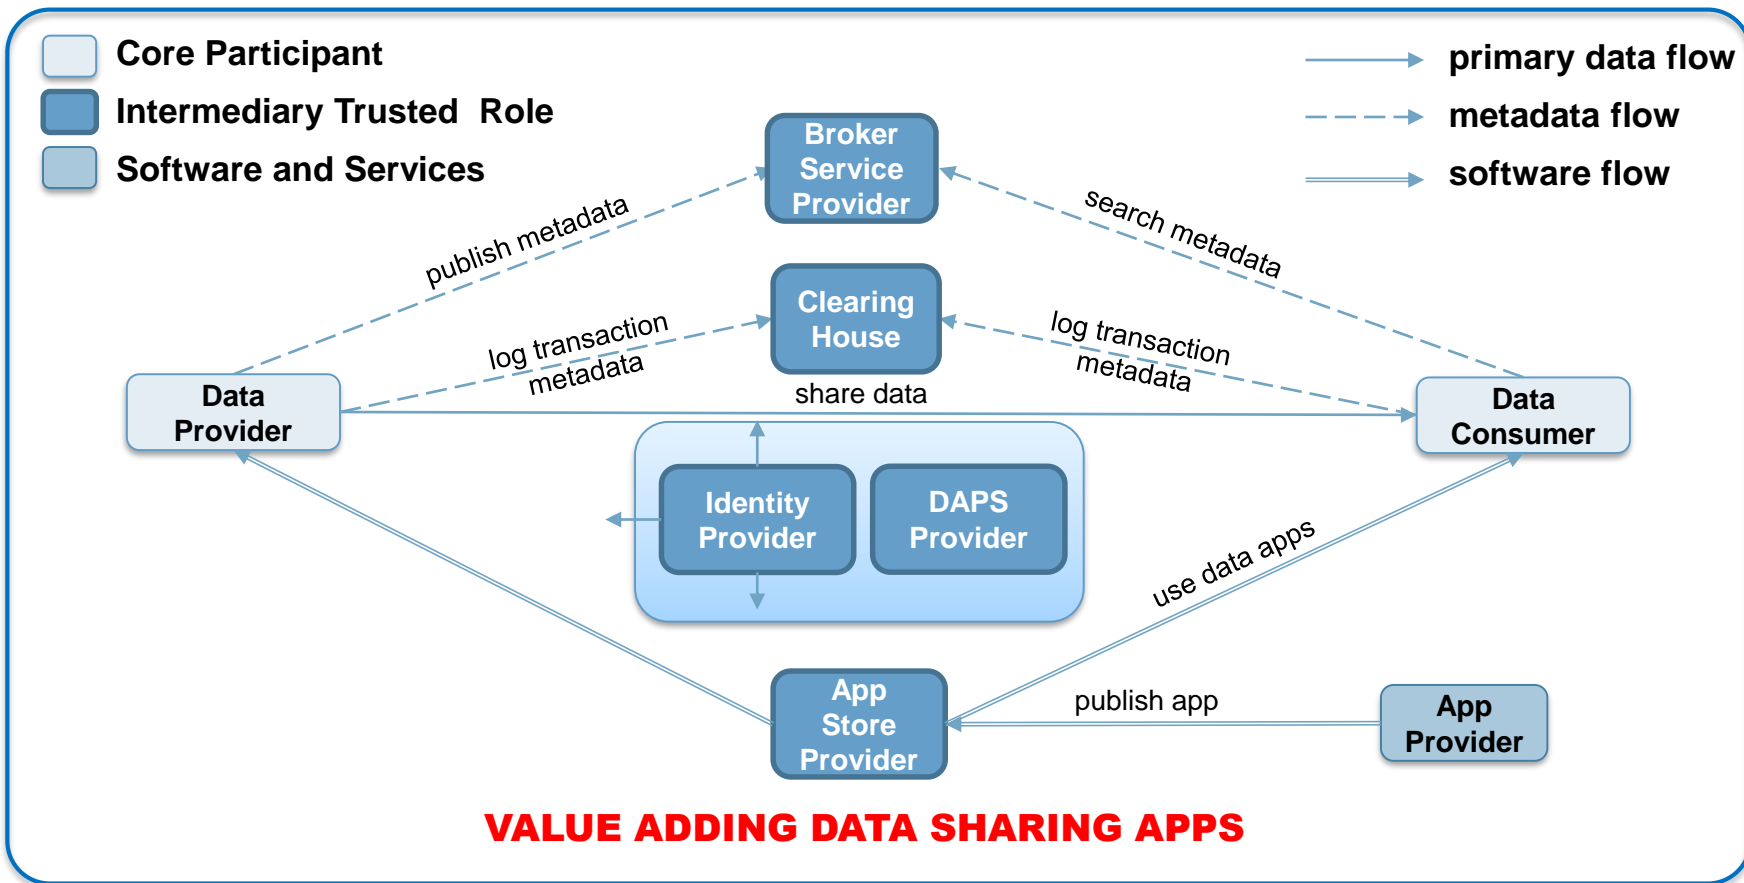 Core Participant
Intermediary Trusted Role
Software and Services
primary data flow
metadata flow
software flow
Broker
Service
Provider
publish metadata
search metadata
Clearing
House
log transaction
metadata
log transaction
metadata
share data
Data
Provider
Data
Consumer
Identity
Provider
DAPS
Provider
use data apps
App
Store
Provider
publish app
App
Provider
VALUE ADDING DATA SHARING APPS